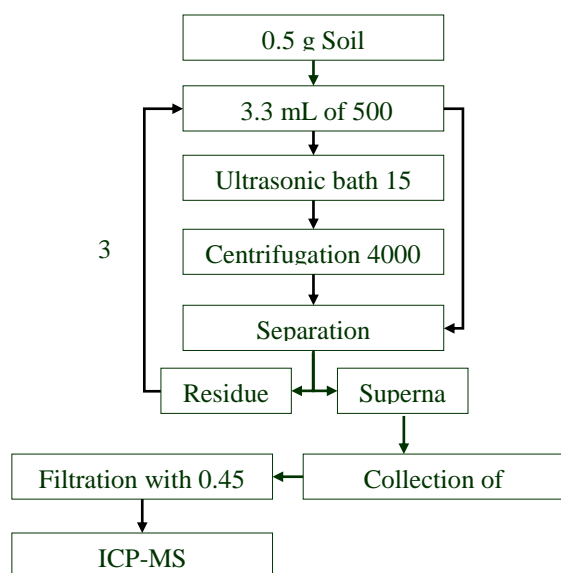 0.5 g Soil
3.3 mL of 500
Ultrasonic bath 15
Centrifugation 4000
3
Separation
Residue
Superna
Collection of
Filtration with 0.45
ICP-MS